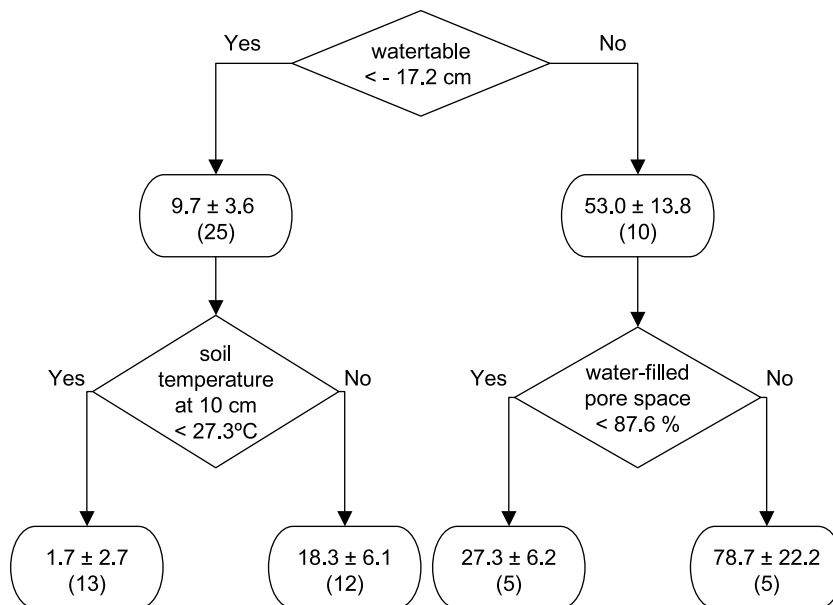 Yes
watertable
< - 17.2 cm
No
9.7 ± 3.6
(25)
53.0 ± 13.8
(10)
Yes
soil
temperature
at 10 cm
< 27.3ºC
No
Yes
water-filled
pore space
< 87.6 %
No
1.7 ± 2.7
(13)
18.3 ± 6.1
(12)
27.3 ± 6.2
(5)
78.7 ± 22.2
(5)